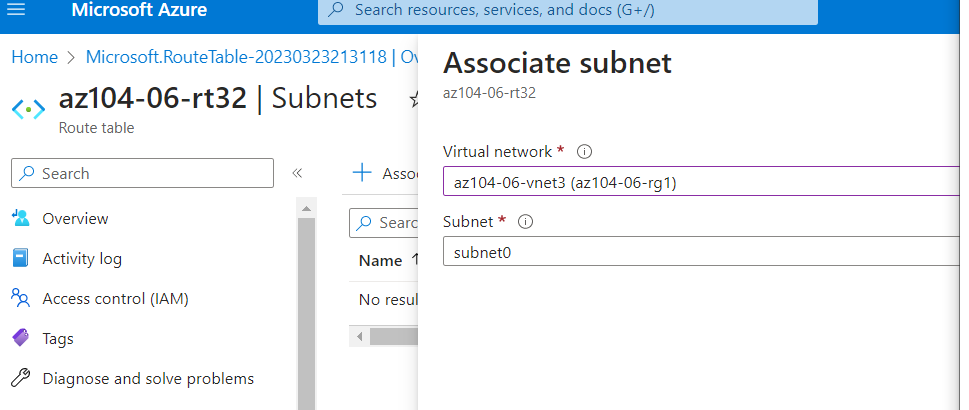 Microsoft Azure
Search resources, services, and docs (G+/)
Home > Microsoft.RouteTable-20230323213118 | Ov
az104-06-rt32 | Subnets
Route table
Search
Overview
Activity log
Access control (IAM)
Tags
Diagnose and solve problems
+ Assoc
Searc
Name ↑
No resul
Associate subnet
az104-06-rt32
Virtual network *
az104-06-vnet3 (az104-06-rg1)
Subnet *
subnet0